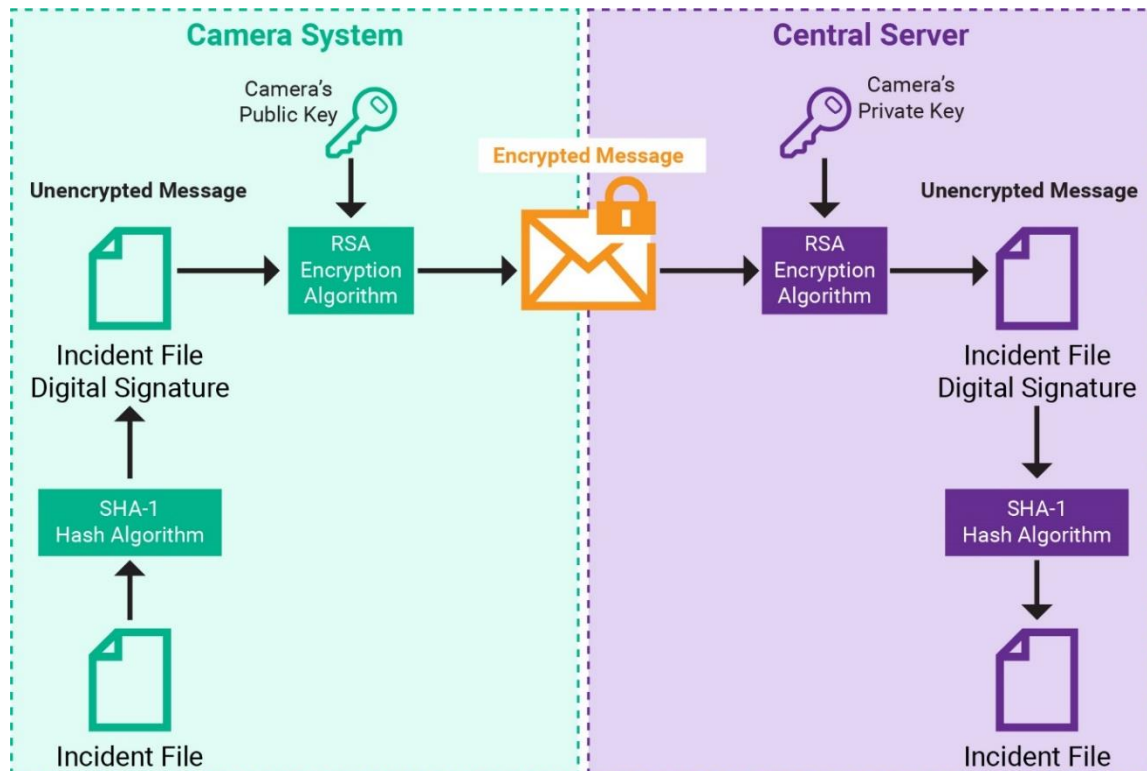 Camera System
Camera's
Public Key
Unencrypted Message
RSA
Encryption
Algorithm
Incident File
Digital Signature
SHA-1
Hash Algorithm
Incident File
Encrypted Message
Central Server
Camera's
Private Key
Unencrypted Message
RSA
Encryption
Algorithm
Incident File
Digital Signature
SHA-1
Hash Algorithm
Incident File